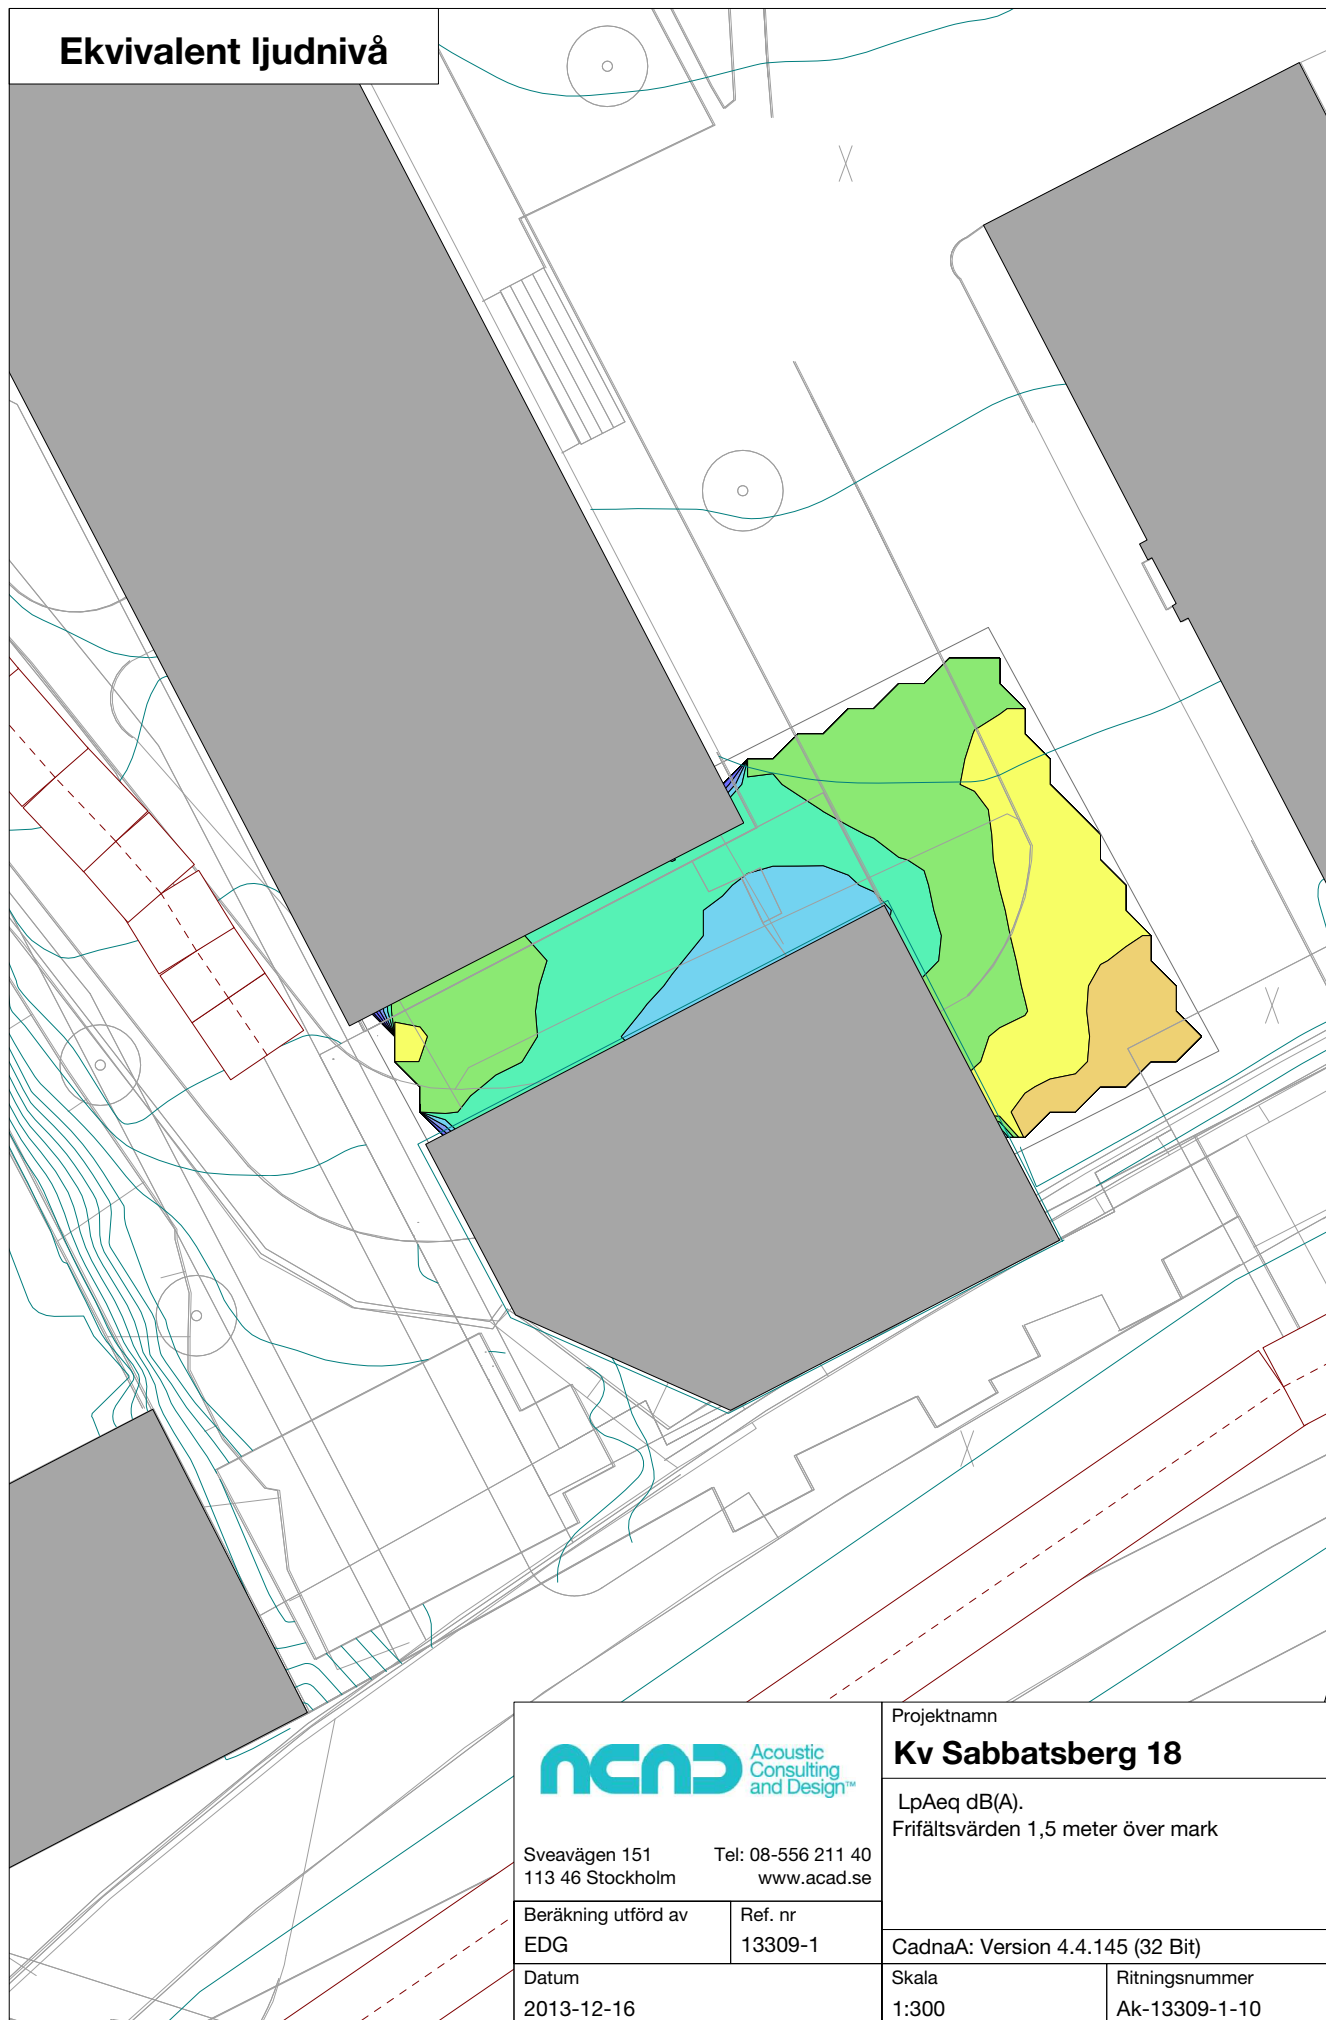 Ekvivalent ljudnivå
ACAD
Acoustic
Consulting
and Design™
Sveavägen 151
Tel: 08-556 211 40
113 46 Stockholm
www.acad.se
Beräkning utförd av
EDG
Ref. nr
13309-1
Datum
2013-12-16
Projektnamn
Kv Sabbatsberg 18
LpAeq dB(A).
Frifältsvärden 1,5 meter över mark
CadnaA: Version 4.4.145 (32 Bit)
Skala
1:300
Ritningsnummer
Ak-13309-1-10